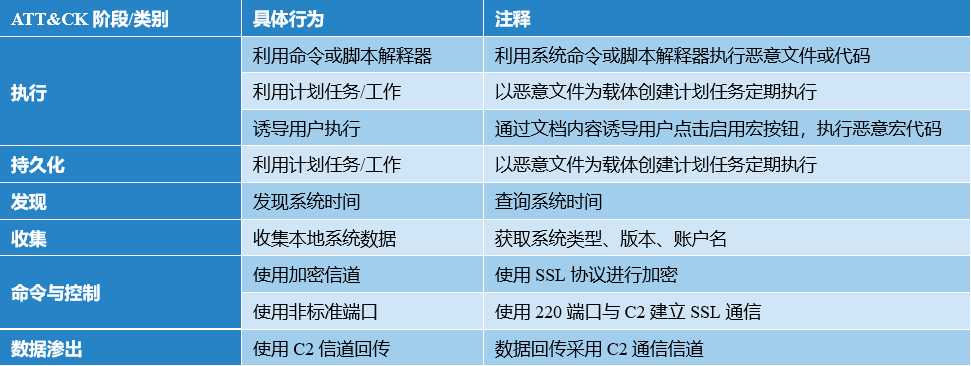 ATT&CK 阶段/类别 具体行为 注释
执行 利用命令或脚本解释器 利用系统命令或脚本解释器执行恶意文件或代码
利用计划任务/工作 以恶意文件为载体创建计划任务定期执行
诱导用户执行 通过文档内容诱导用户点击启用宏按钮，执行恶意宏代码
持久化 利用计划任务/工作 以恶意文件为载体创建计划任务定期执行
发现 发现系统时间 查询系统时间
收集 收集本地系统数据 获取系统类型、版本、账户名
命令与控制 使用加密信道 使用 SSL 协议进行加密
使用非标准端口 使用 220 端口与 C2 建立 SSL 通信
数据渗出 使用 C2 信道回传 数据回传采用 C2 通信信道